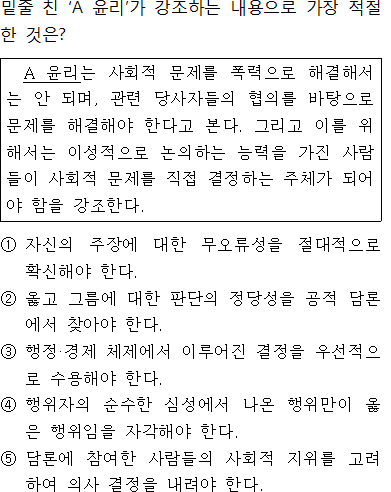 밑줄 친 ‘A 윤리’가 강조하는 내용으로 가장 적절
한 것은?
A 윤리는 사회적 문제를 폭력으로 해결해서
는 안 되며, 관련 당사자들의 협의를 바탕으로
문제를 해결해야 한다고 본다. 그리고 이를 위
해서는 이성적으로 논의하는 능력을 가진 사람
들이 사회적 문제를 직접 결정하는 주체가 되어
야 함을 강조한다.
① 자신의 주장에 대한 무오류성을 절대적으로
확신해야 한다.
② 옳고 그름에 대한 판단의 정당성을 공적 담론
에서 찾아야 한다.
③ 행정·경제 체제에서 이루어진 결정을 우선적으
로 수용해야 한다.
④ 행위자의 순수한 심성에서 나온 행위만이 옳
은 행위임을 자각해야 한다.
⑤ 담론에 참여한 사람들의 사회적 지위를 고려
하여 의사 결정을 내려야 한다.